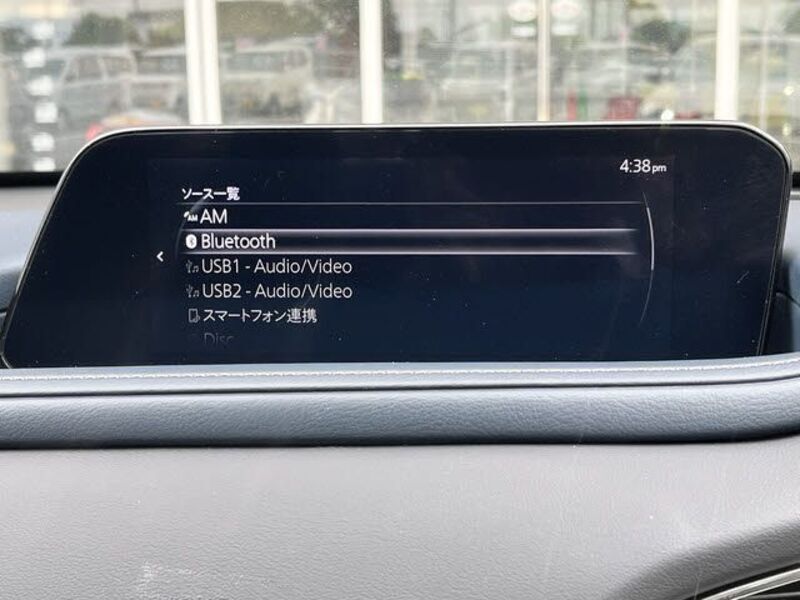 4:38pm
ソース一覧
AM
Bluetooth
USB1 - Audio/Video
USB2 - Audio/Video
スマートフォン連携
Disc